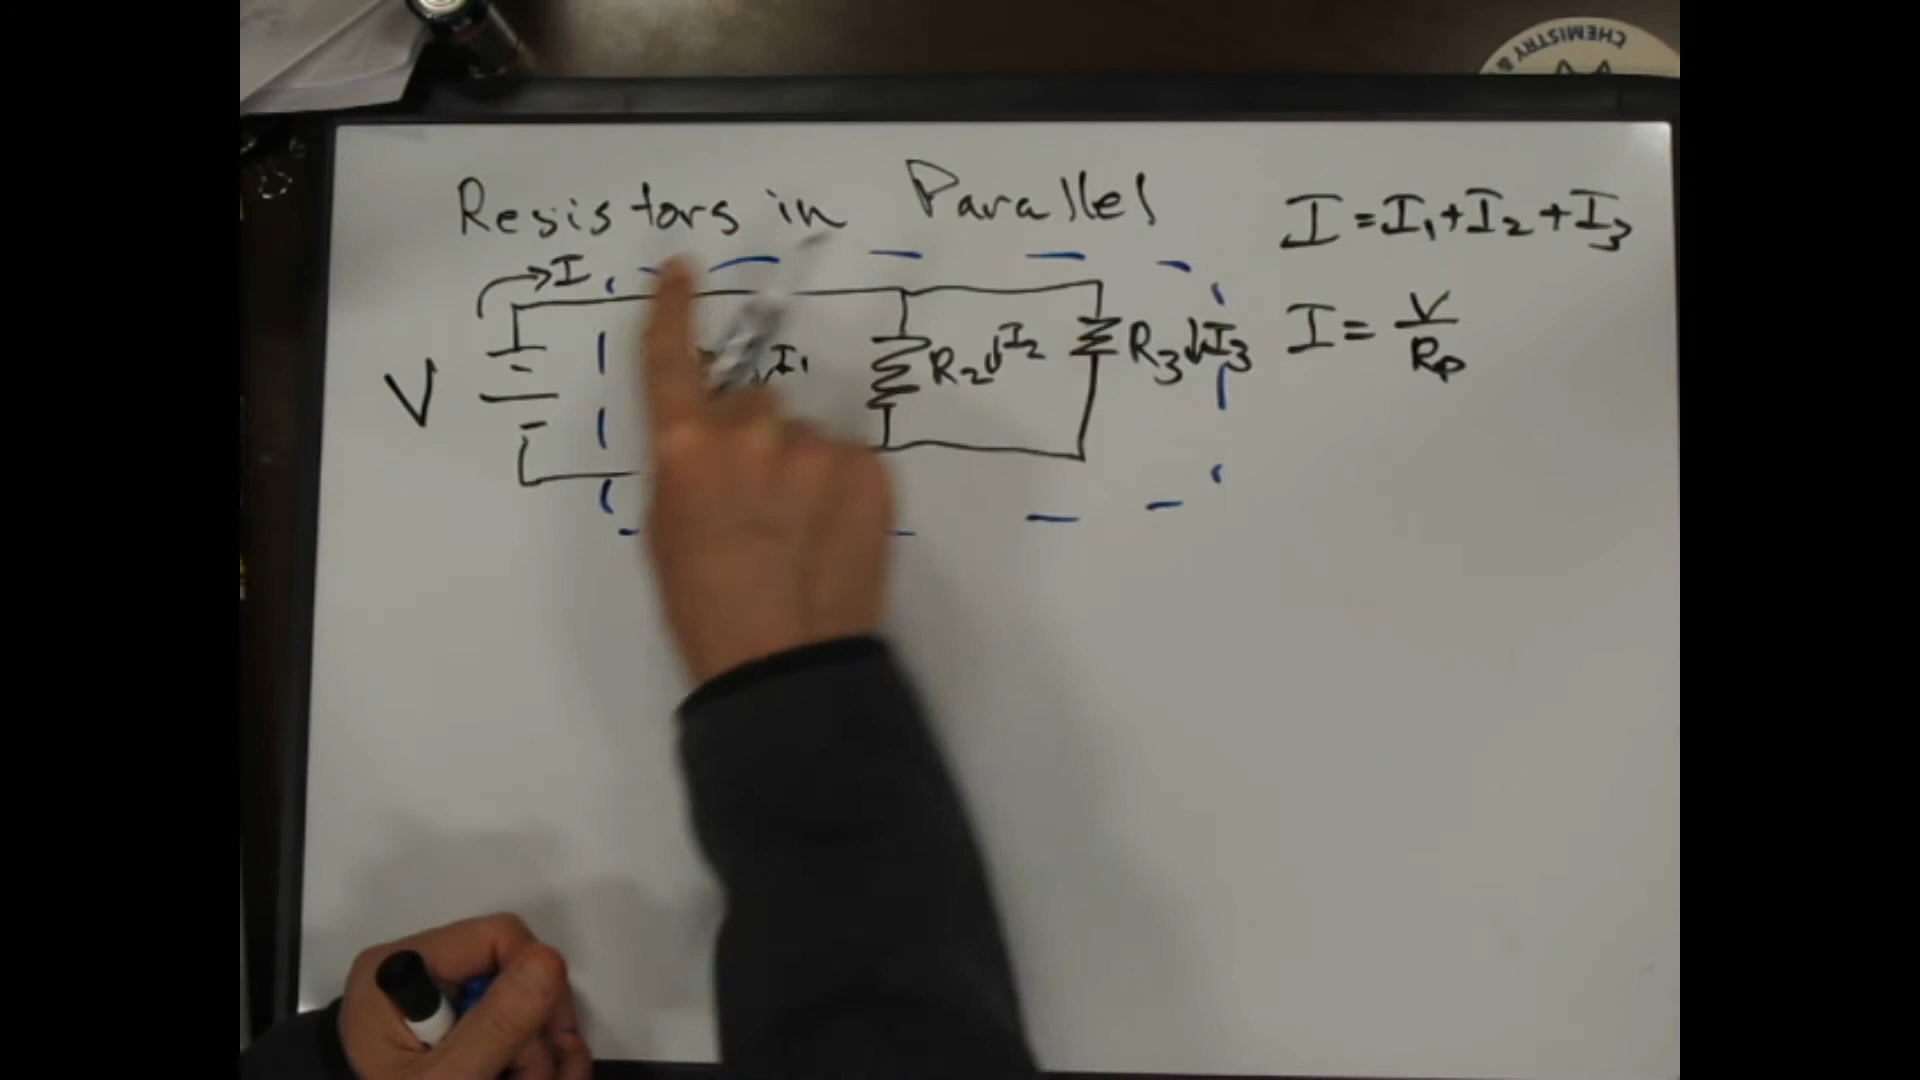 CHEMISTRY &
Resistors in Parallel
I = I₁ + I₂ + I₃
I
V
I₁
R₂ I₂
R₃ I₃
I = V/Rp